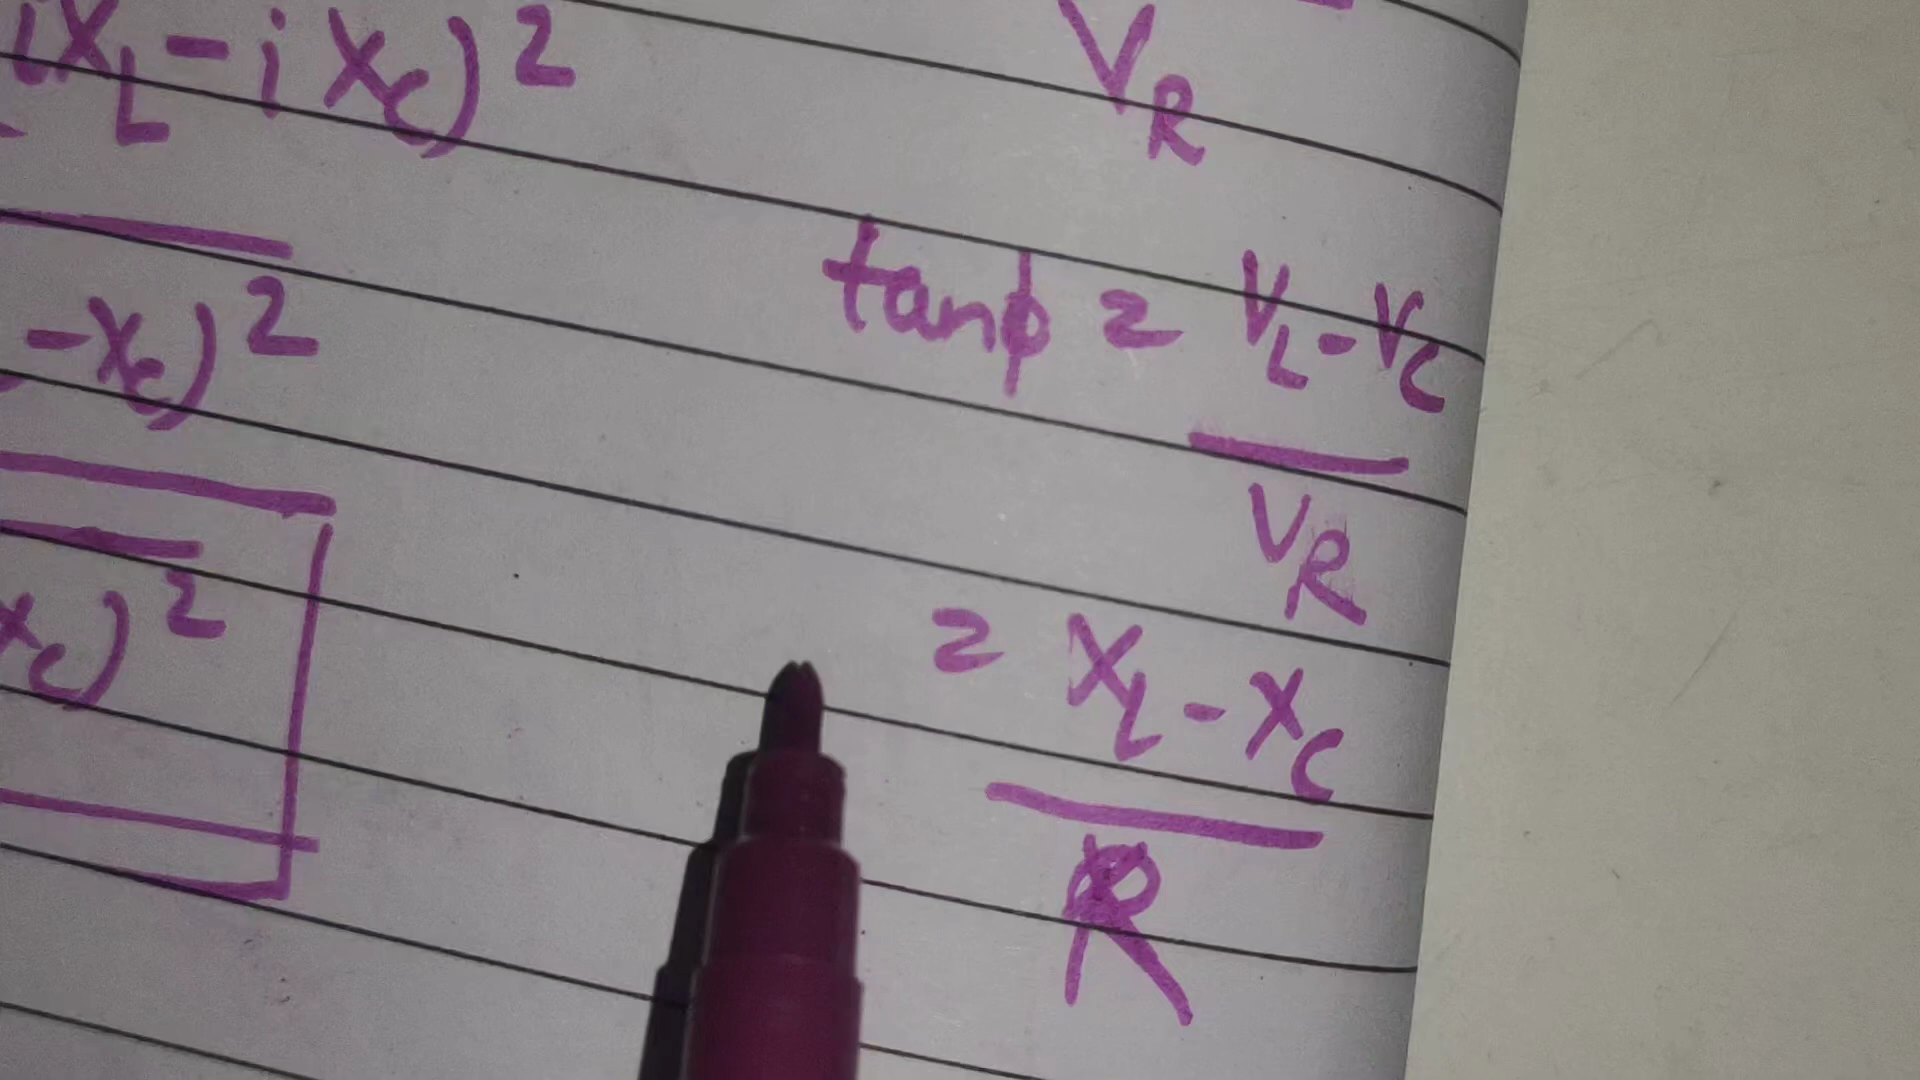 iXL - iXC)2
- XC)2
XC)2
VR
tanϕ = VL - VC
VR
= XL - XC
R